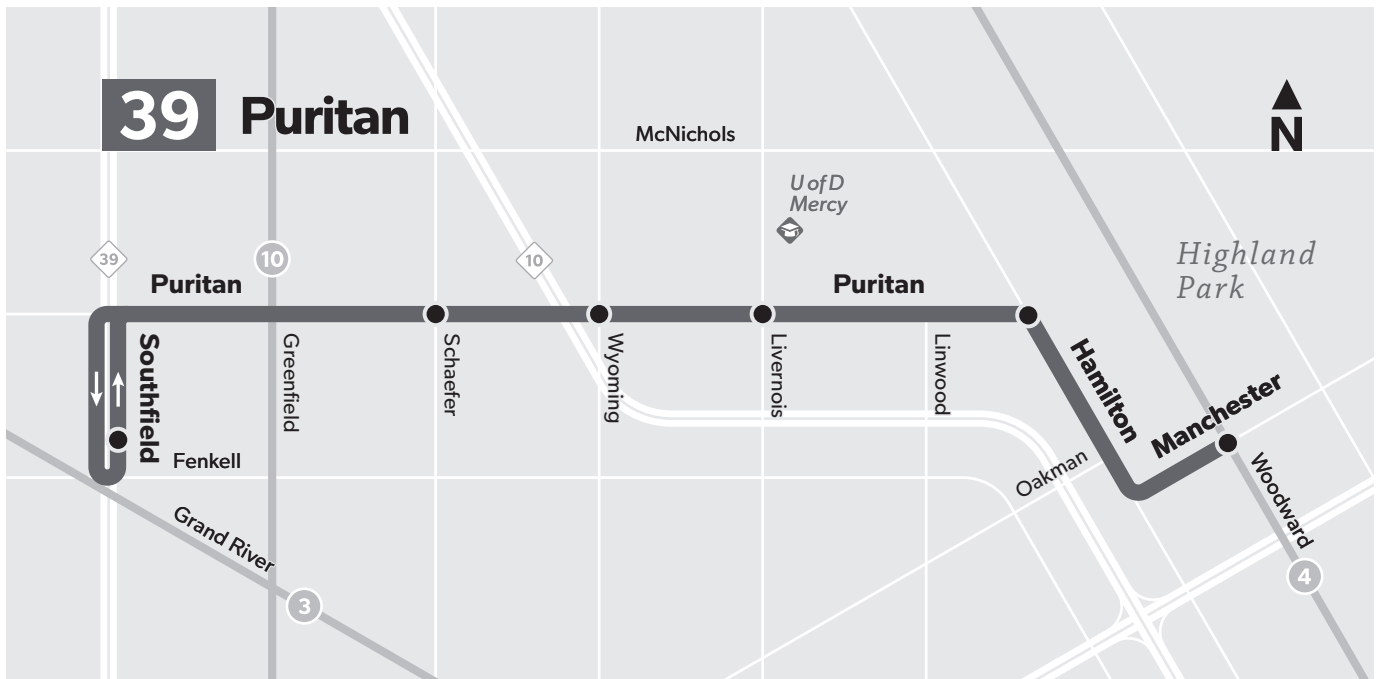 39 Puritan
McNichols
N
U of D
Mercy
39
10
10
Highland
Park
Puritan
Puritan
Southfield
Greenfield
Schaefer
Wyoming
Livernois
Linwood
Hamilton
Manchester
Fenkell
Oakman
Woodward
Grand River
3
4